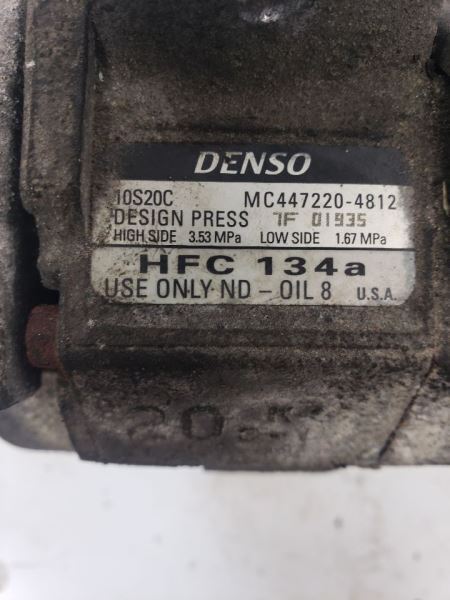 DENSO
10S20C MC447220-4812
DESIGN PRESS 7F 01935
HIGH SIDE 3.53 MPa LOW SIDE 1.67 MPa
HFC 134a
USE ONLY ND - OIL 8 U.S.A.